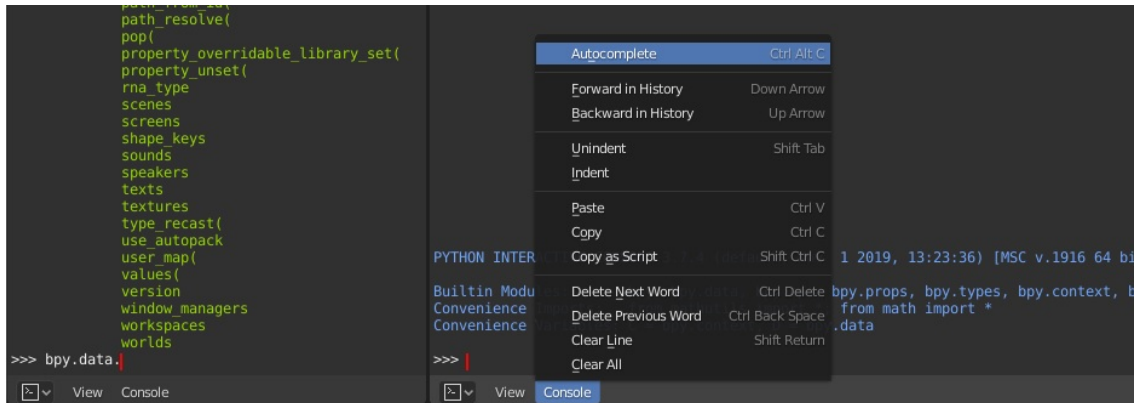 path_from_id(
path_resolve(
pop(
property_overridable_library_set(
property_unset(
rna_type
scenes
screens
shape_keys
sounds
speakers
texts
textures
type_recast(
use_autopack
user_map(
values(
version
window_managers
workspaces
worlds
>>> bpy.data.
View Console
Autocomplete Ctrl Alt C
Forward in History Down Arrow
Backward in History Up Arrow
Unindent Shift Tab
Indent
Paste Ctrl V
Copy Ctrl C
Copy as Script Shift Ctrl C
Delete Next Word Ctrl Delete
Delete Previous Word Ctrl Back Space
Clear Line Shift Return
Clear All
PYTHON INTER 1 2019, 13:23:36) [MSC v.1916 64 bi
Builtin Modu bpy.props, bpy.types, bpy.context, b
Convenience from math import *
Convenience .data
>>>
View Console